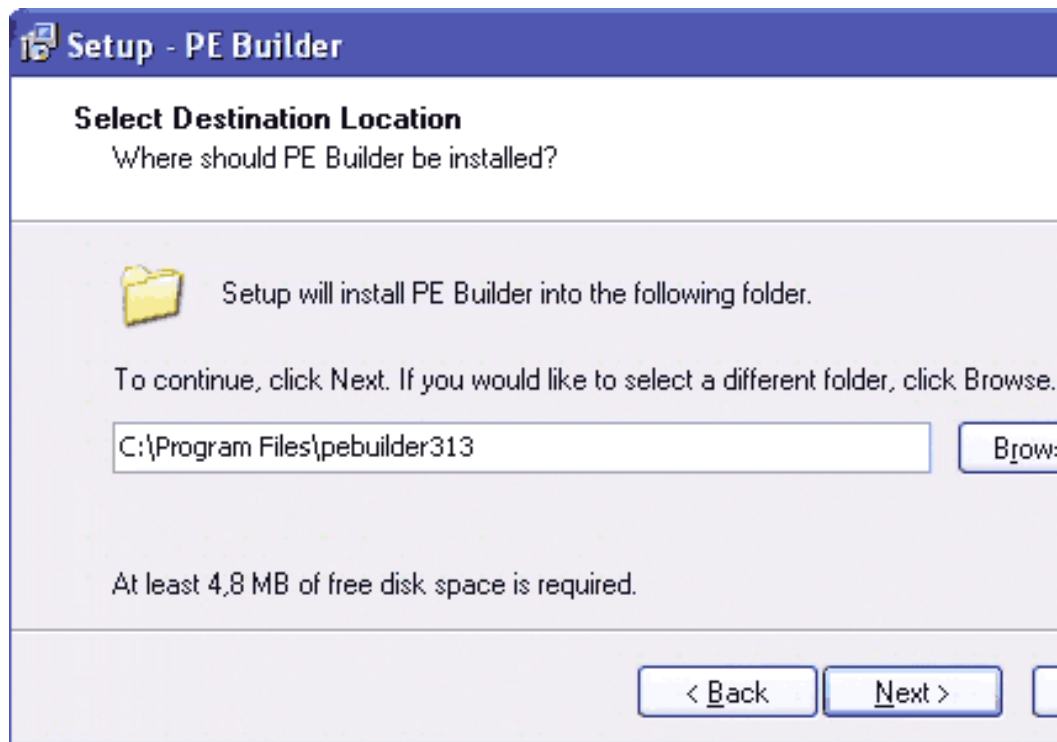 Setup - PE Builder
Select Destination Location
Where should PE Builder be installed?
Setup will install PE Builder into the following folder.
To continue, click Next. If you would like to select a different folder, click Browse.
C:\Program Files\pebuilder313
At least 4,8 MB of free disk space is required.
< Back Next >